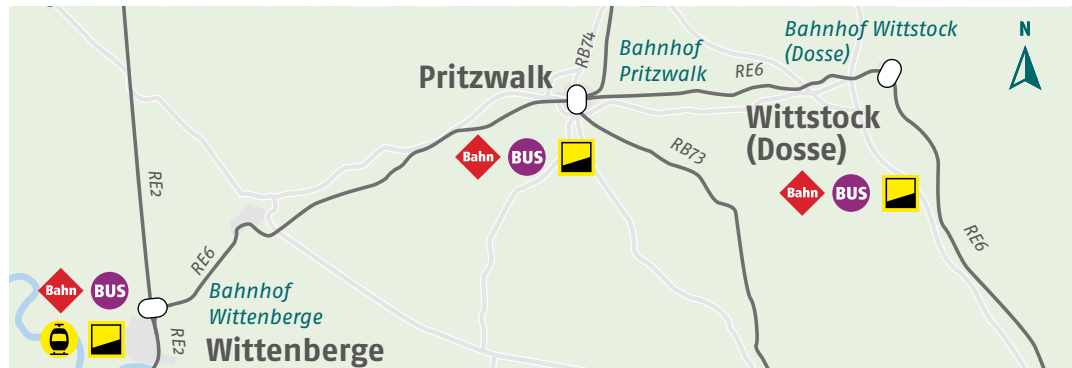 N
Bahnhof Wittstock
(Dosse)
RB74
Bahnhof
Pritzwalk
RE6
Pritzwalk
Wittstock
(Dosse)
Bahn
BUS
RB73
Bahn
BUS
RE2
RE6
RE6
Bahn
BUS
Bahnhof
Wittenberge
RE2
Wittenberge